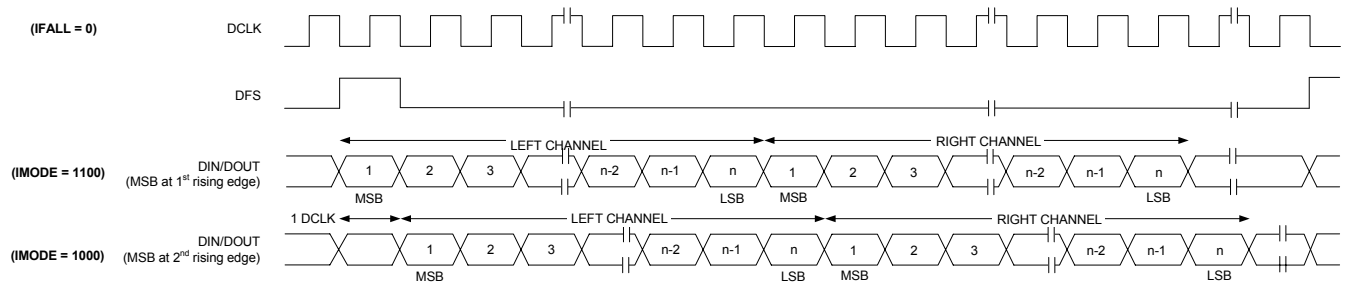 (IFALL = 0) DCLK
DFS
LEFT CHANNEL RIGHT CHANNEL
(IMODE = 1100) DIN/DOUT 1 2 3 n-2 n-1 n 1 2 3 n-2 n-1 n
(MSB at 1st rising edge)
MSB LSB MSB LSB
1 DCLK LEFT CHANNEL RIGHT CHANNEL
(IMODE = 1000) DIN/DOUT 1 2 3 n-2 n-1 n 1 2 3 n-2 n-1 n
(MSB at 2nd rising edge)
MSB LSB MSB LSB